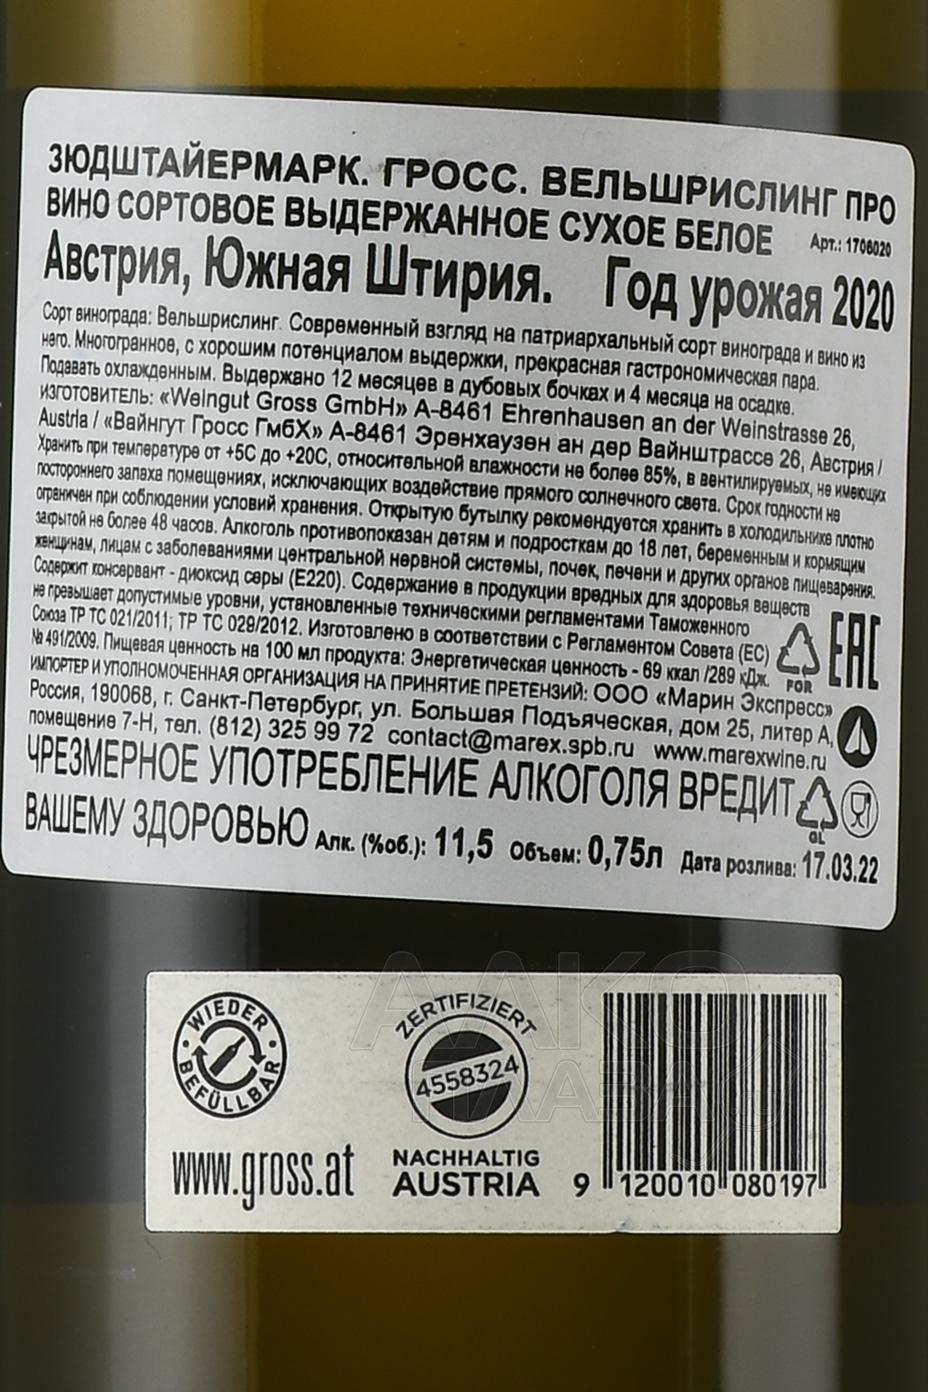 ЗЮДШТАЙЕРМАРК. ГРОСС. ВЕЛЬШРИСЛИНГ ПРО
ВИНО СОРТОВОЕ ВЫДЕРЖАННОЕ СУХОЕ БЕЛОЕ Арт.: 1706020
Австрия, Южная Штирия. Год урожая 2020
Сорт винограда: Вельшрислинг. Современный взгляд на патриархальный сорт винограда и вино из
него. Многогранное, с хорошим потенциалом выдержки, прекрасная гастрономическая пара.
Подавать охлажденным. Выдержано 12 месяцев в дубовых бочках и 4 месяца на осадке.
ИЗГОТОВИТЕЛЬ: «Weingut Gross GmbH» A-8461 Ehrenhausen an der Weinstrasse 26,
Austria / «Вайнгут Гросс ГмбХ» А-8461 Эренхаузен ан дер Вайнштрассе 26, Австрия /
Хранить при температуре от +5С до +20С, относительной влажности не более 85%, в вентилируемых, не имеющих
постороннего запаха помещениях, исключающих воздействие прямого солнечного света. Срок годности не
ограничен при соблюдении условий хранения. Открытую бутылку рекомендуется хранить в холодильнике плотно
закрытой не более 48 часов. Алкоголь противопоказан детям и подросткам до 18 лет, беременным и кормящим
женщинам, лицам с заболеваниями центральной нервной системы, почек, печени и других органов пищеварения.
Содержит консервант - диоксид серы (Е220). Содержание в продукции вредных для здоровья веществ
не превышает допустимые уровни, установленные техническими регламентами Таможенного
Союза ТР ТС 021/2011; ТР ТС 029/2012. Изготовлено в соответствии с Регламентом Совета (ЕС)
№ 491/2009. Пищевая ценность на 100 мл продукта: Энергетическая ценность - 69 ккал /289 кДж.
ИМПОРТЕР И УПОЛНОМОЧЕННАЯ ОРГАНИЗАЦИЯ НА ПРИНЯТИЕ ПРЕТЕНЗИЙ: ООО «Марин Экспресс»
Россия, 190068, г. Санкт-Петербург, ул. Большая Подъяческая, дом 25, литер А,
помещение 7-Н, тел. (812) 325 99 72 contact@marex.spb.ru www.marexwine.ru
EAC
FOR
ЧРЕЗМЕРНОЕ УПОТРЕБЛЕНИЕ АЛКОГОЛЯ ВРЕДИТ
ВАШЕМУ ЗДОРОВЬЮ Алк. (%об.): 11,5 Объем: 0,75л Дата розлива: 17.03.22
GL
WIEDER
BEFÜLLBAR
www.gross.at
ZERTIFIZIERT
4558324
NACHHALTIG
AUSTRIA
9 120010 080197